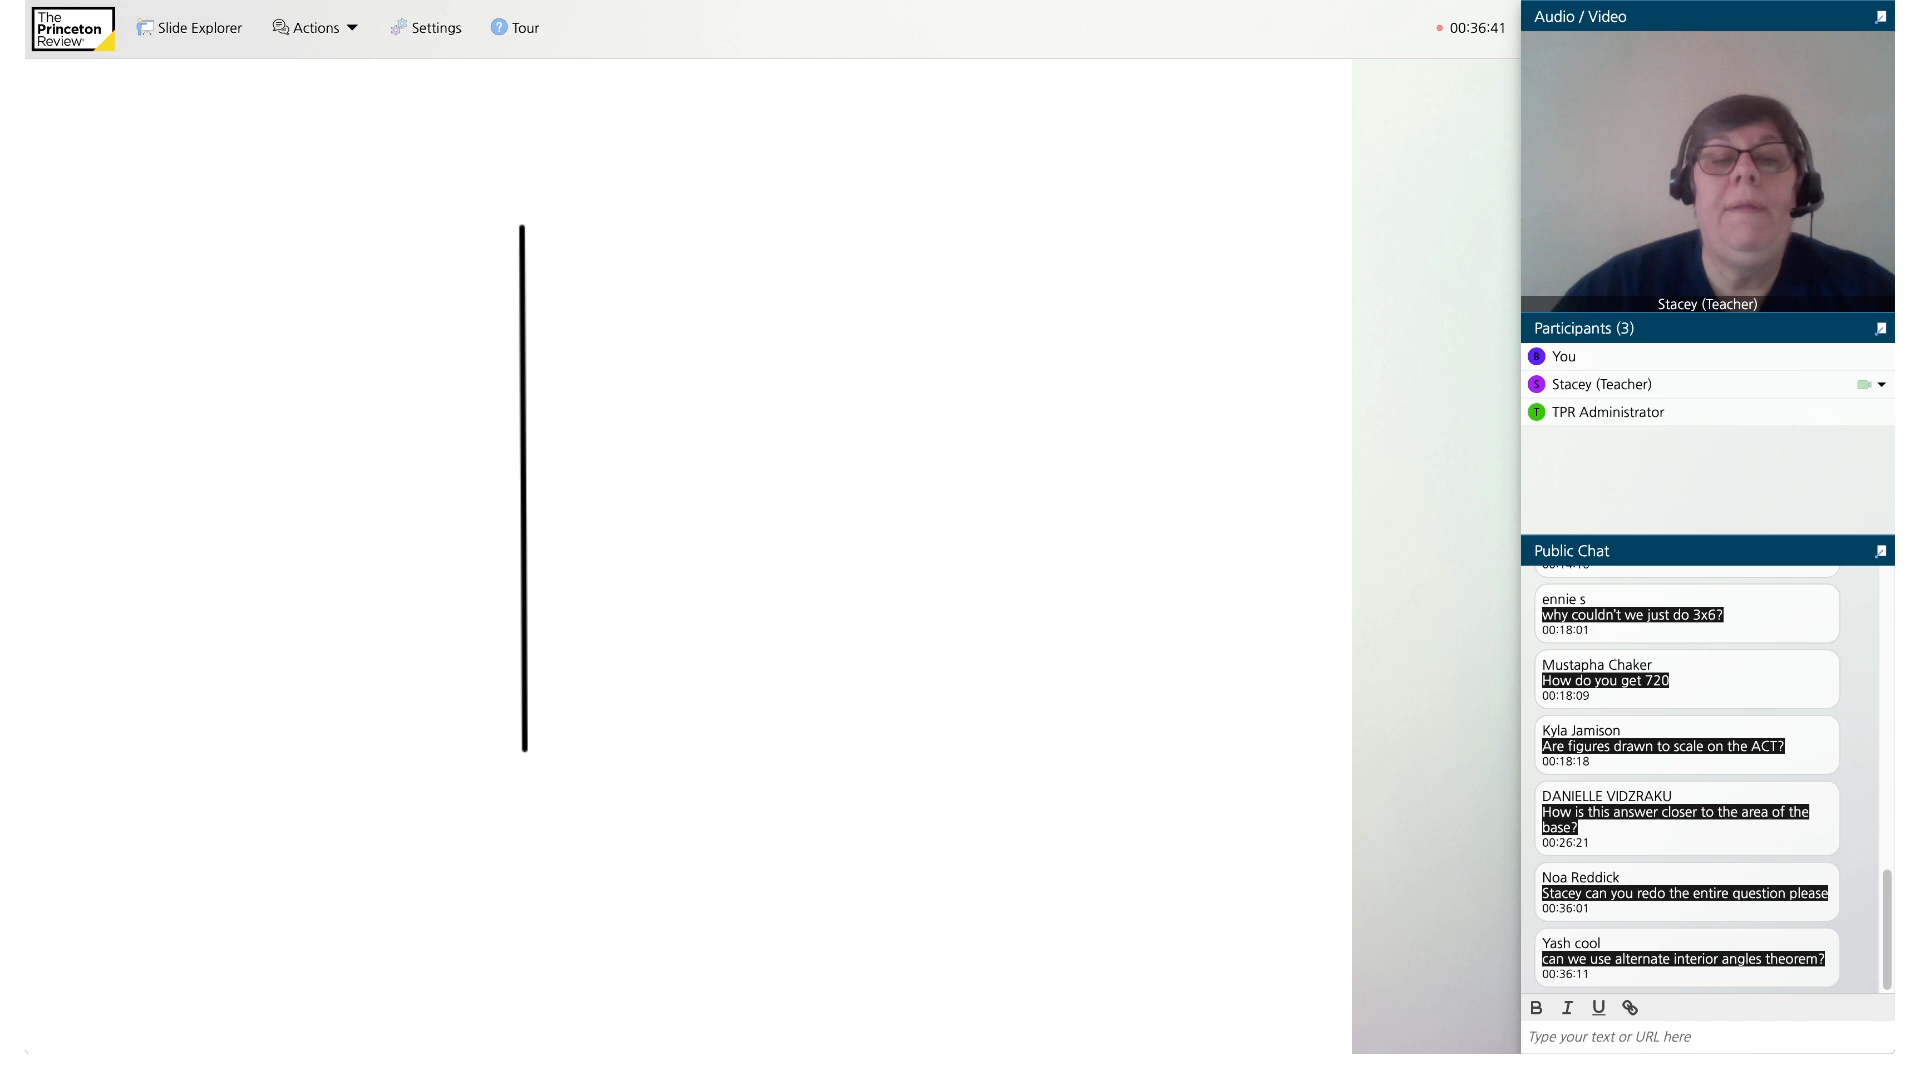 The
Princeton
Review
Slide Explorer
Actions
Settings
Tour
00:36:41
Audio / Video
Stacey (Teacher)
Participants (3)
B You
S Stacey (Teacher)
T TPR Administrator
Public Chat
ennie s
why couldn't we just do 3x6?
00:18:01
Mustapha Chaker
How do you get 720
00:18:09
Kyla Jamison
Are figures drawn to scale on the ACT?
00:18:18
DANIELLE VIDZRAKU
How is this answer closer to the area of the
base?
00:26:21
Noa Reddick
Stacey can you redo the entire question please
00:36:01
Yash cool
can we use alternate interior angles theorem?
00:36:11
B I U
Type your text or URL here